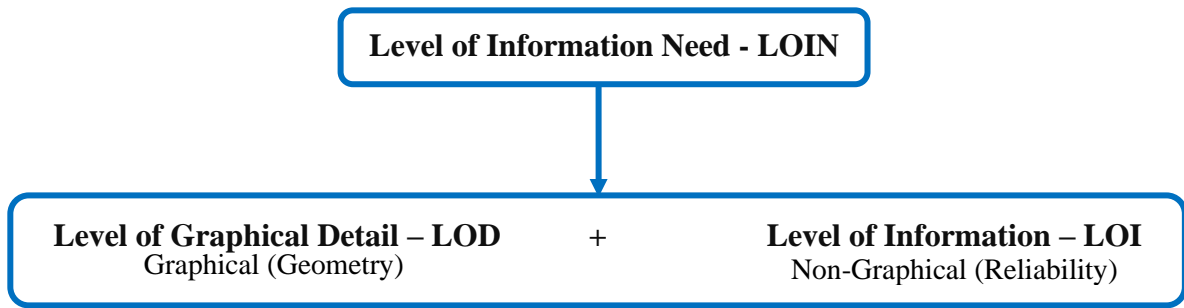 Level of Information Need - LOIN
Level of Graphical Detail – LOD + Level of Information – LOI
Graphical (Geometry) Non-Graphical (Reliability)